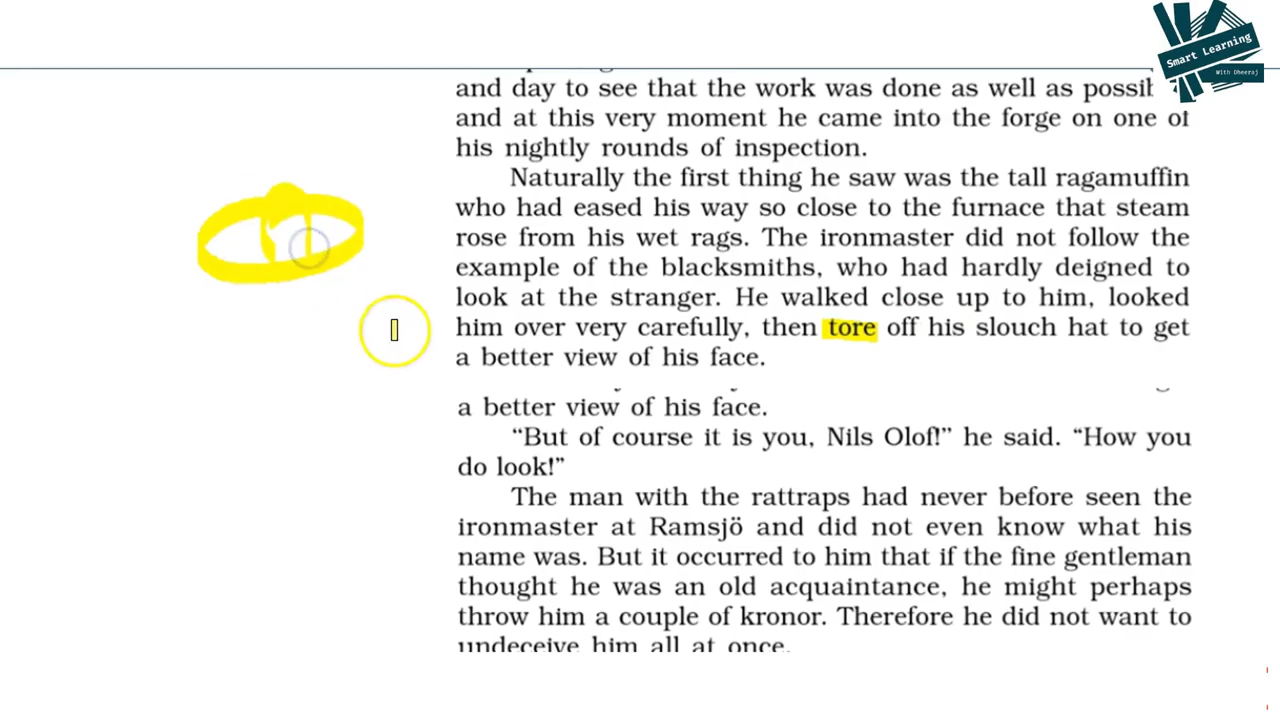 Smart Learning
With Dheeraj
and day to see that the work was done as well as possib
and at this very moment he came into the forge on one of
his nightly rounds of inspection.
Naturally the first thing he saw was the tall ragamuffin
who had eased his way so close to the furnace that steam
rose from his wet rags. The ironmaster did not follow the
example of the blacksmiths, who had hardly deigned to
look at the stranger. He walked close up to him, looked
him over very carefully, then tore off his slouch hat to get
a better view of his face.
a better view of his face.
“But of course it is you, Nils Olof!” he said. “How you
do look!”
The man with the rattraps had never before seen the
ironmaster at Ramsjö and did not even know what his
name was. But it occurred to him that if the fine gentleman
thought he was an old acquaintance, he might perhaps
throw him a couple of kronor. Therefore he did not want to
undeceive him all at once.